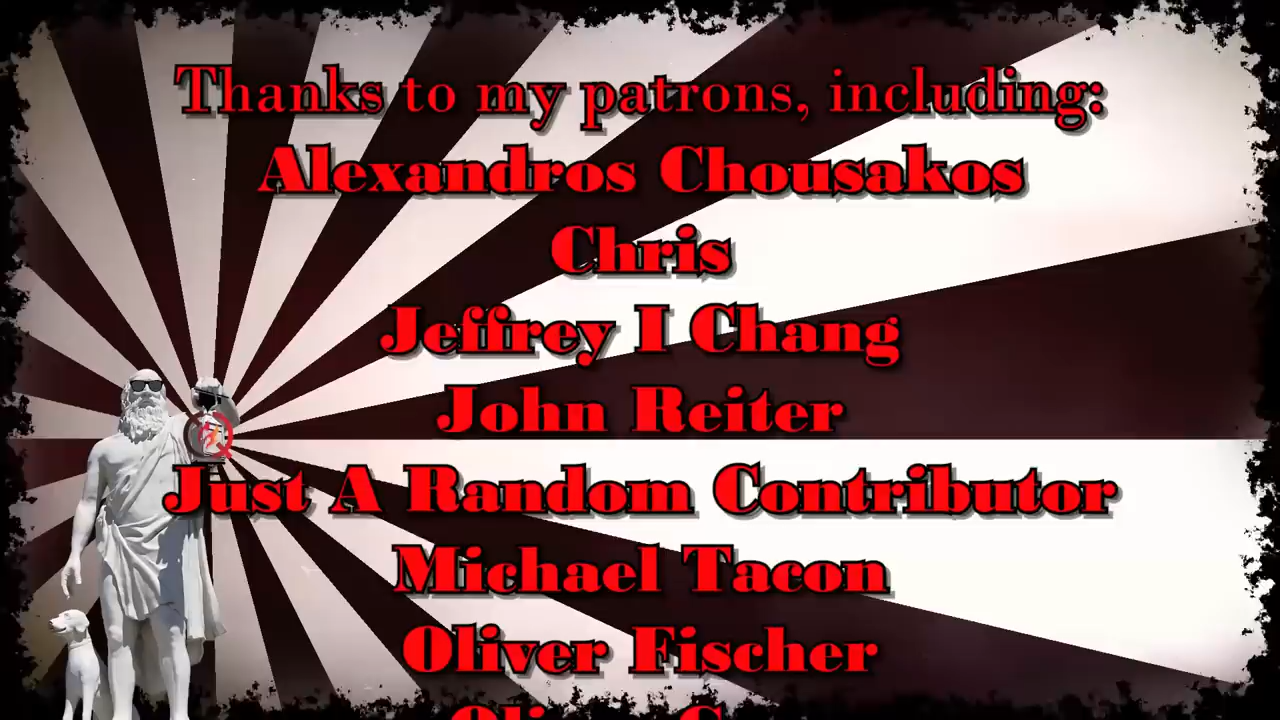 Thanks to my patrons, including:
Alexandros Chousakos
Chris
Jeffrey I Chang
John Reiter
Just A Random Contributor
Michael Tacon
Oliver Fischer